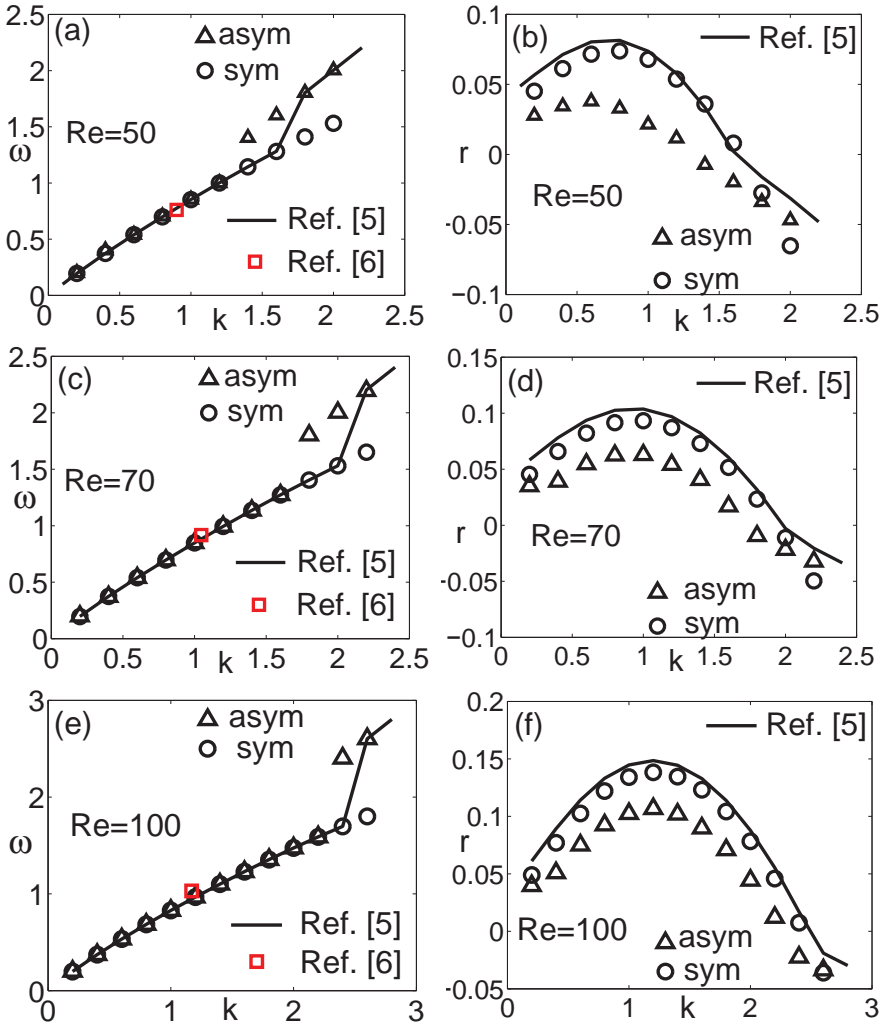 (a)
asym
sym
Re=50
Ref. [5]
Ref. [6]
ω
k
0
0.5
1
1.5
2
2.5
0
0.5
1
1.5
2
2.5
(b)
Ref. [5]
Re=50
asym
sym
r
k
0.1
0.05
0
−0.05
−0.1
0
0.5
1
1.5
2
2.5
(c)
asym
sym
Re=70
Ref. [5]
Ref. [6]
ω
k
2.5
2
1.5
1
0.5
0
0
0.5
1
1.5
2
2.5
(d)
Ref. [5]
Re=70
asym
sym
r
k
0.15
0.1
0.05
0
−0.05
−0.1
0
0.5
1
1.5
2
2.5
(e)
asym
sym
Re=100
Ref. [5]
Ref. [6]
ω
k
3
2
1
0
0
1
2
3
(f)
Ref. [5]
Re=100
asym
sym
r
k
0.2
0.15
0.1
0.05
0
−0.05
0
1
2
3